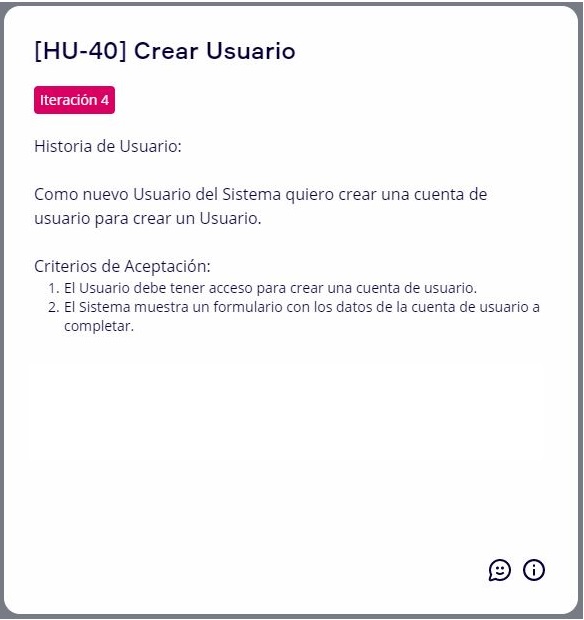 [HU-40] Crear Usuario
Iteración 4
Historia de Usuario:
Como nuevo Usuario del Sistema quiero crear una cuenta de
usuario para crear un Usuario.
Criterios de Aceptación:
1. El Usuario debe tener acceso para crear una cuenta de usuario.
2. El Sistema muestra un formulario con los datos de la cuenta de usuario a
completar.